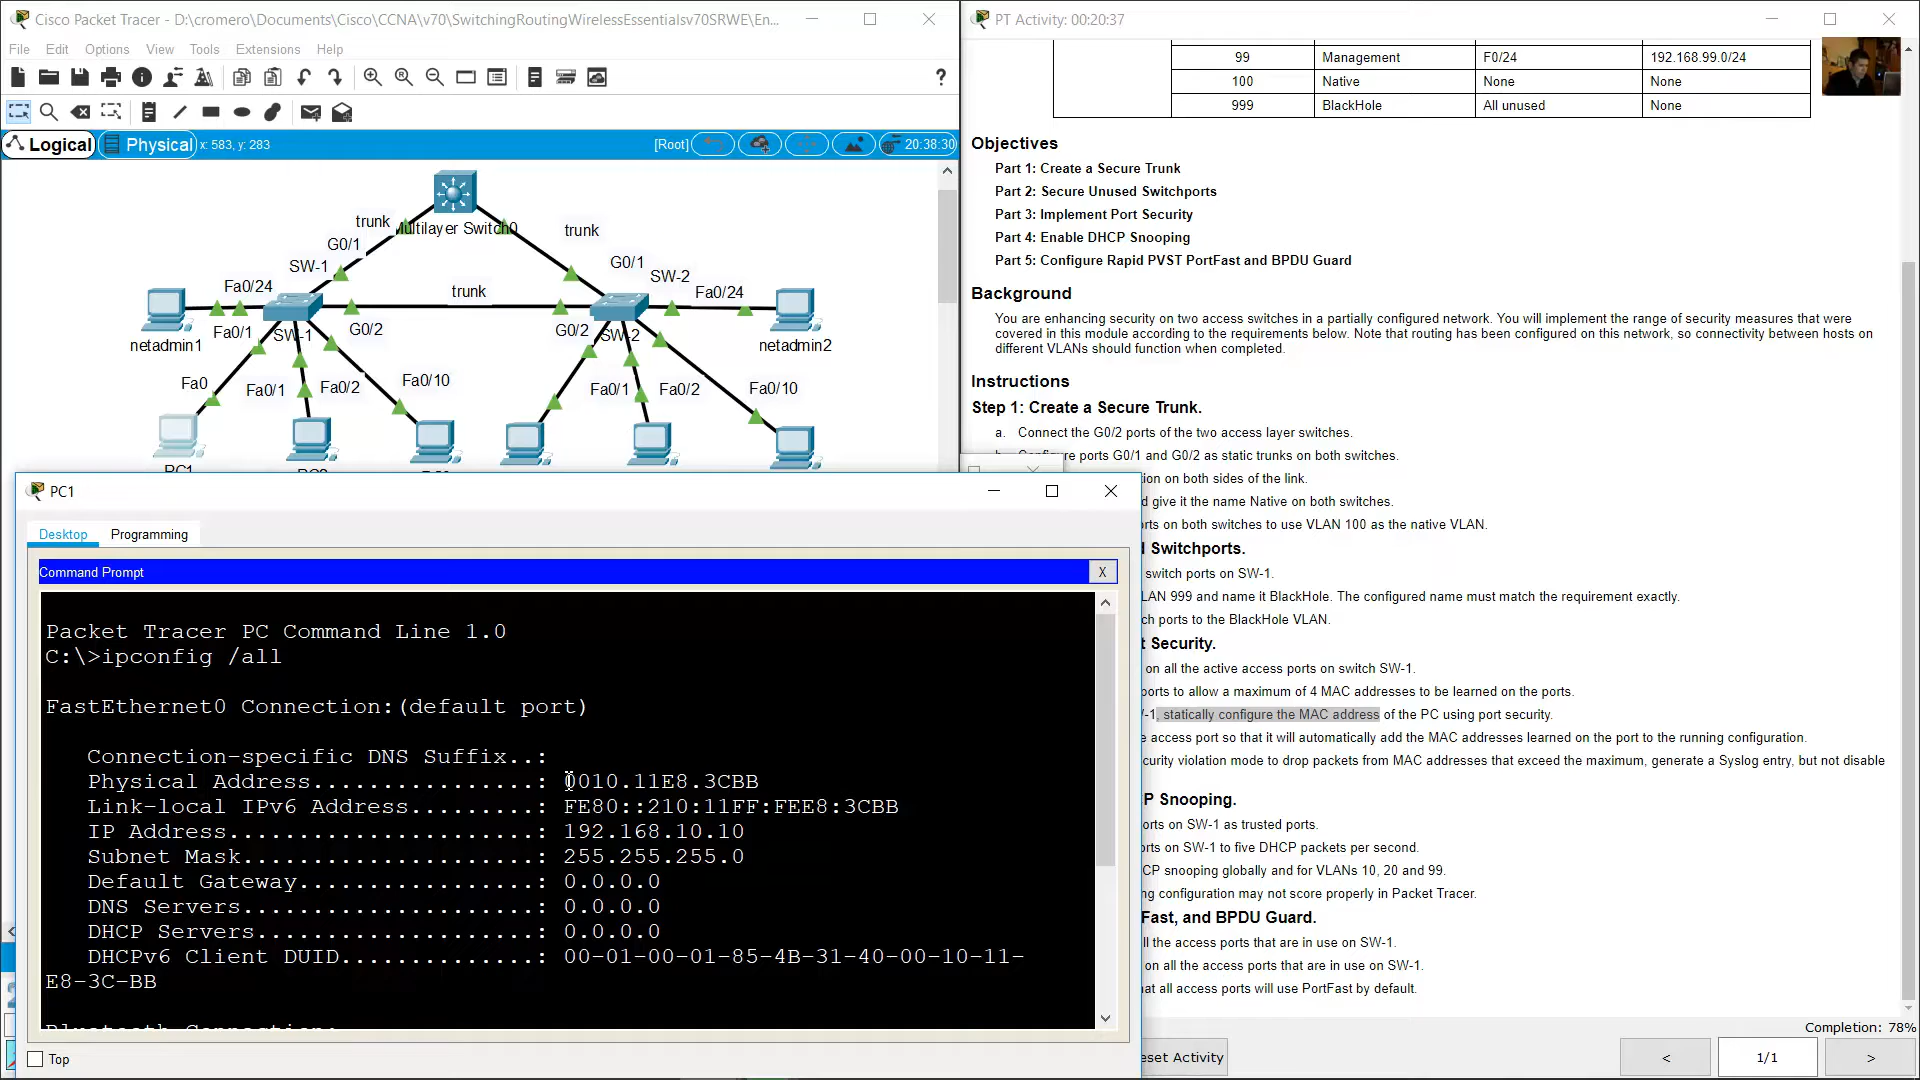 Cisco Packet Tracer - D:\cromero\Documents\Cisco\CCNA\v70\SwitchingRoutingWirelessEssentialsv70SRWE\En...
File Edit Options View Tools Extensions Help
Logical
Physical
x: 583, y: 283
[Root]
20:38:30
trunk
Multilayer Switch0
trunk
G0/1
SW-1
G0/1
SW-2
Fa0/24
trunk
Fa0/24
Fa0/1
SW-1
G0/2
G0/2
SW-2
netadmin1
netadmin2
Fa0
Fa0/1
Fa0/2
Fa0/10
Fa0/1
Fa0/2
Fa0/10
PC1
PC1
Desktop
Programming
Command Prompt
X
Packet Tracer PC Command Line 1.0
C:\>ipconfig /all
FastEthernet0 Connection:(default port)
Connection-specific DNS Suffix..:
Physical Address................: 0010.11E8.3CBB
Link-local IPv6 Address.........: FE80::210:11FF:FEE8:3CBB
IP Address......................: 192.168.10.10
Subnet Mask.....................: 255.255.255.0
Default Gateway.................: 0.0.0.0
DNS Servers.....................: 0.0.0.0
DHCP Servers....................: 0.0.0.0
DHCPv6 Client DUID..............: 00-01-00-01-85-4B-31-40-00-10-11-
E8-3C-BB
Bluetooth Connection:
Top
PT Activity: 00:20:37
99 Management F0/24 192.168.99.0/24
100 Native None None
999 BlackHole All unused None
Objectives
Part 1: Create a Secure Trunk
Part 2: Secure Unused Switchports
Part 3: Implement Port Security
Part 4: Enable DHCP Snooping
Part 5: Configure Rapid PVST PortFast and BPDU Guard
Background
You are enhancing security on two access switches in a partially configured network. You will implement the range of security measures that were
covered in this module according to the requirements below. Note that routing has been configured on this network, so connectivity between hosts on
different VLANs should function when completed.
Instructions
Step 1: Create a Secure Trunk.
a. Connect the G0/2 ports of the two access layer switches.
figure ports G0/1 and G0/2 as static trunks on both switches.
ion on both sides of the link.
d give it the name Native on both switches.
rts on both switches to use VLAN 100 as the native VLAN.
Switchports.
switch ports on SW-1.
LAN 999 and name it BlackHole. The configured name must match the requirement exactly.
ch ports to the BlackHole VLAN.
t Security.
on all the active access ports on switch SW-1.
ports to allow a maximum of 4 MAC addresses to be learned on the ports.
-1, statically configure the MAC address of the PC using port security.
e access port so that it will automatically add the MAC addresses learned on the port to the running configuration.
curity violation mode to drop packets from MAC addresses that exceed the maximum, generate a Syslog entry, but not disable
P Snooping.
orts on SW-1 as trusted ports.
orts on SW-1 to five DHCP packets per second.
CP snooping globally and for VLANs 10, 20 and 99.
ng configuration may not score properly in Packet Tracer.
Fast, and BPDU Guard.
ll the access ports that are in use on SW-1.
on all the access ports that are in use on SW-1.
hat all access ports will use PortFast by default.
Completion: 78%
eset Activity
<
1/1
>